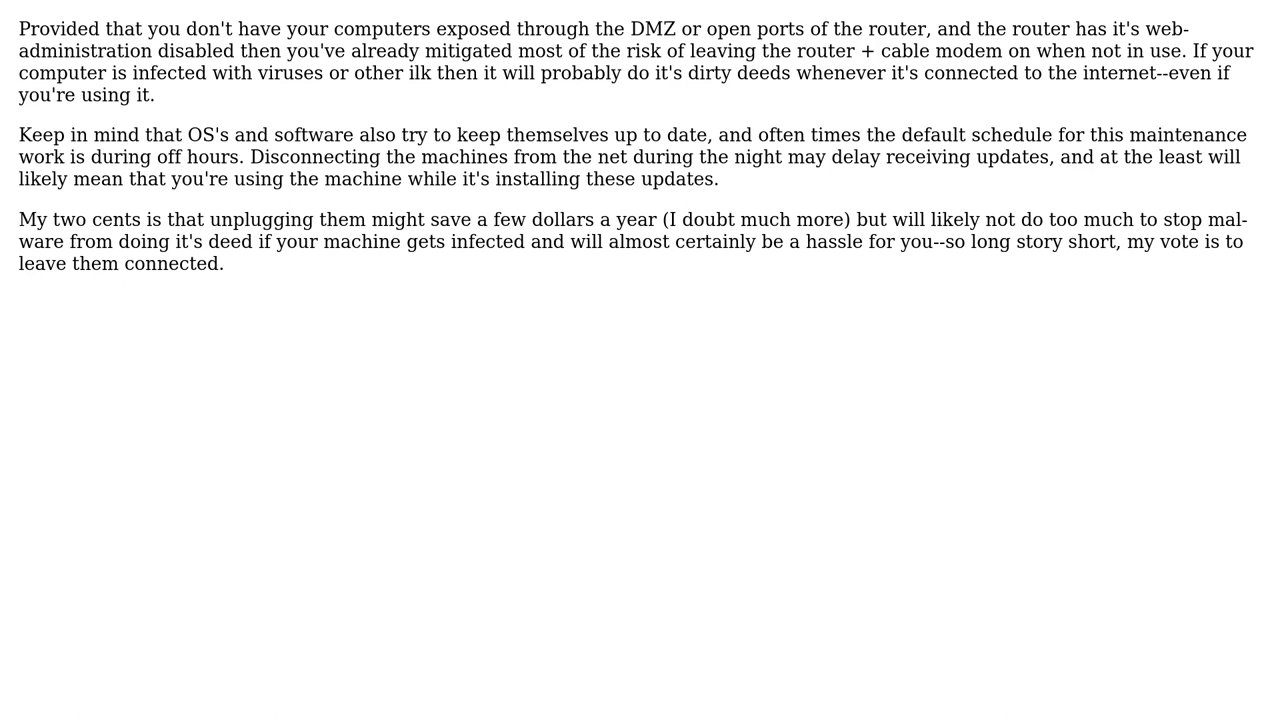 Provided that you don't have your computers exposed through the DMZ or open ports of the router, and the router has it's web-
administration disabled then you've already mitigated most of the risk of leaving the router + cable modem on when not in use. If your
computer is infected with viruses or other ilk then it will probably do it's dirty deeds whenever it's connected to the internet--even if
you're using it.
Keep in mind that OS's and software also try to keep themselves up to date, and often times the default schedule for this maintenance
work is during off hours. Disconnecting the machines from the net during the night may delay receiving updates, and at the least will
likely mean that you're using the machine while it's installing these updates.
My two cents is that unplugging them might save a few dollars a year (I doubt much more) but will likely not do too much to stop mal-
ware from doing it's deed if your machine gets infected and will almost certainly be a hassle for you--so long story short, my vote is to
leave them connected.